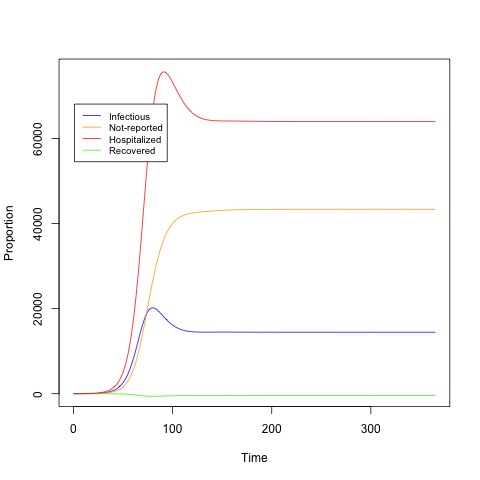 Infectious
Not-reported
Hospitalized
Recovered
Proportion
60000
40000
20000
0
0 100 200 300
Time